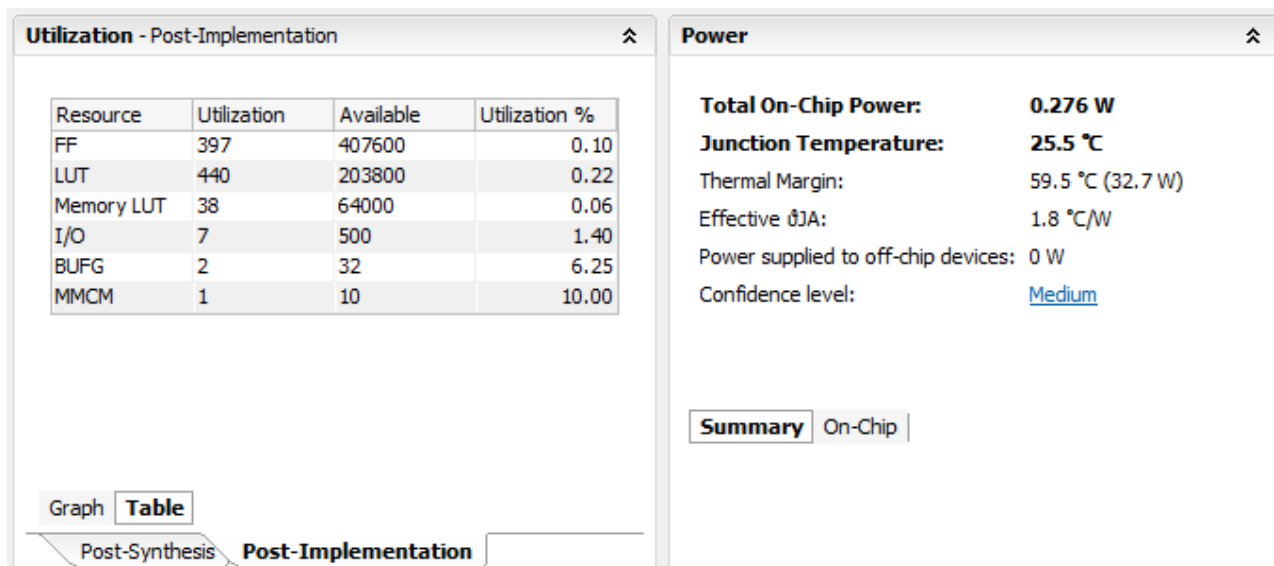 Utilization - Post-Implementation
Resource Utilization Available Utilization %
FF 397 407600 0.10
LUT 440 203800 0.22
Memory LUT 38 64000 0.06
I/O 7 500 1.40
BUFG 2 32 6.25
MMCM 1 10 10.00
Graph Table
Post-Synthesis Post-Implementation
Power
Total On-Chip Power: 0.276 W
Junction Temperature: 25.5 °C
Thermal Margin: 59.5 °C (32.7 W)
Effective ϑJA: 1.8 °C/W
Power supplied to off-chip devices: 0 W
Confidence level: Medium
Summary On-Chip